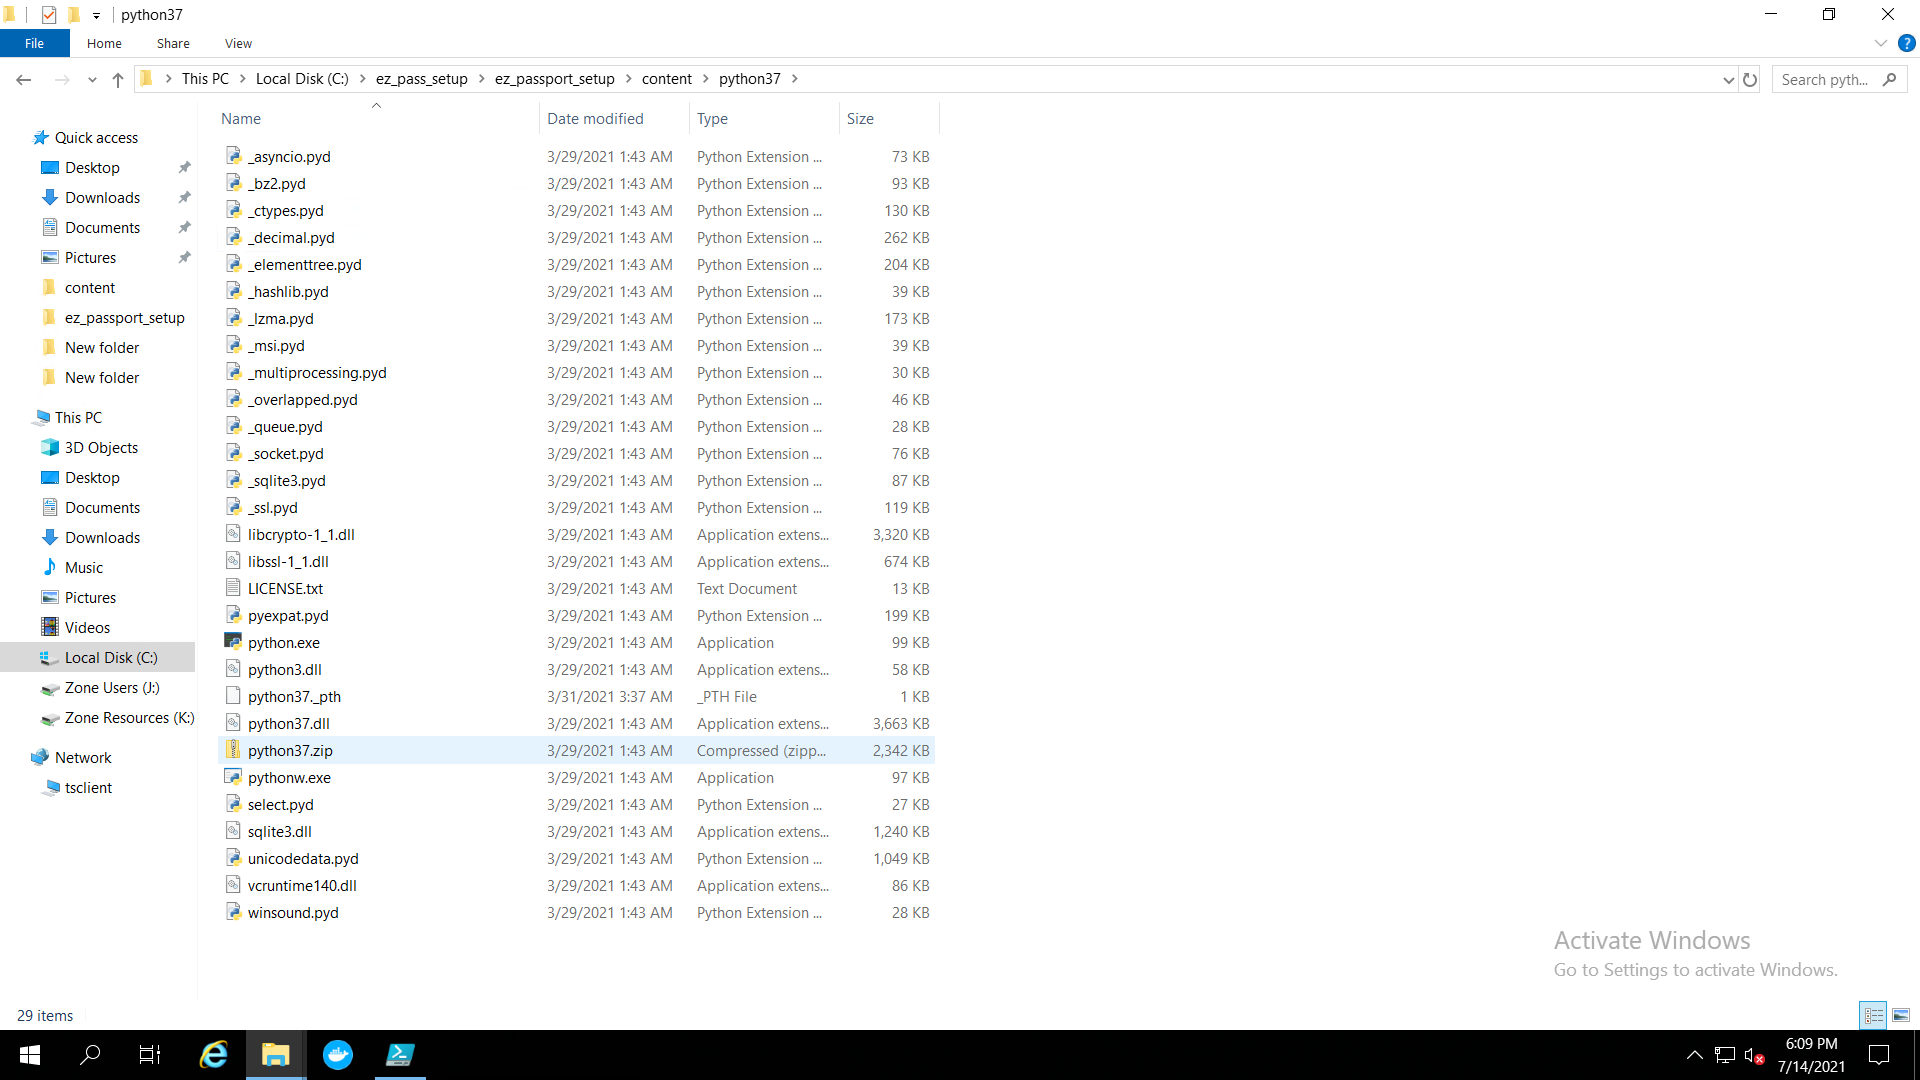 python37
File Home Share View
This PC Local Disk (C:) ez_pass_setup ez_passport_setup content python37
Search pyth...
Name Date modified Type Size
Quick access
Desktop
Downloads
Documents
Pictures
content
ez_passport_setup
New folder
New folder
This PC
3D Objects
Desktop
Documents
Downloads
Music
Pictures
Videos
Local Disk (C:)
Zone Users (J:)
Zone Resources (K:)
Network
tsclient
_asyncio.pyd 3/29/2021 1:43 AM Python Extension ... 73 KB
_bz2.pyd 3/29/2021 1:43 AM Python Extension ... 93 KB
_ctypes.pyd 3/29/2021 1:43 AM Python Extension ... 130 KB
_decimal.pyd 3/29/2021 1:43 AM Python Extension ... 262 KB
_elementtree.pyd 3/29/2021 1:43 AM Python Extension ... 204 KB
_hashlib.pyd 3/29/2021 1:43 AM Python Extension ... 39 KB
_lzma.pyd 3/29/2021 1:43 AM Python Extension ... 173 KB
_msi.pyd 3/29/2021 1:43 AM Python Extension ... 39 KB
_multiprocessing.pyd 3/29/2021 1:43 AM Python Extension ... 30 KB
_overlapped.pyd 3/29/2021 1:43 AM Python Extension ... 46 KB
_queue.pyd 3/29/2021 1:43 AM Python Extension ... 28 KB
_socket.pyd 3/29/2021 1:43 AM Python Extension ... 76 KB
_sqlite3.pyd 3/29/2021 1:43 AM Python Extension ... 87 KB
_ssl.pyd 3/29/2021 1:43 AM Python Extension ... 119 KB
libcrypto-1_1.dll 3/29/2021 1:43 AM Application extens... 3,320 KB
libssl-1_1.dll 3/29/2021 1:43 AM Application extens... 674 KB
LICENSE.txt 3/29/2021 1:43 AM Text Document 13 KB
pyexpat.pyd 3/29/2021 1:43 AM Python Extension ... 199 KB
python.exe 3/29/2021 1:43 AM Application 99 KB
python3.dll 3/29/2021 1:43 AM Application extens... 58 KB
python37._pth 3/31/2021 3:37 AM _PTH File 1 KB
python37.dll 3/29/2021 1:43 AM Application extens... 3,663 KB
python37.zip 3/29/2021 1:43 AM Compressed (zipp... 2,342 KB
pythonw.exe 3/29/2021 1:43 AM Application 97 KB
select.pyd 3/29/2021 1:43 AM Python Extension ... 27 KB
sqlite3.dll 3/29/2021 1:43 AM Application extens... 1,240 KB
unicodedata.pyd 3/29/2021 1:43 AM Python Extension ... 1,049 KB
vcruntime140.dll 3/29/2021 1:43 AM Application extens... 86 KB
winsound.pyd 3/29/2021 1:43 AM Python Extension ... 28 KB
Activate Windows
Go to Settings to activate Windows.
29 items
6:09 PM
7/14/2021